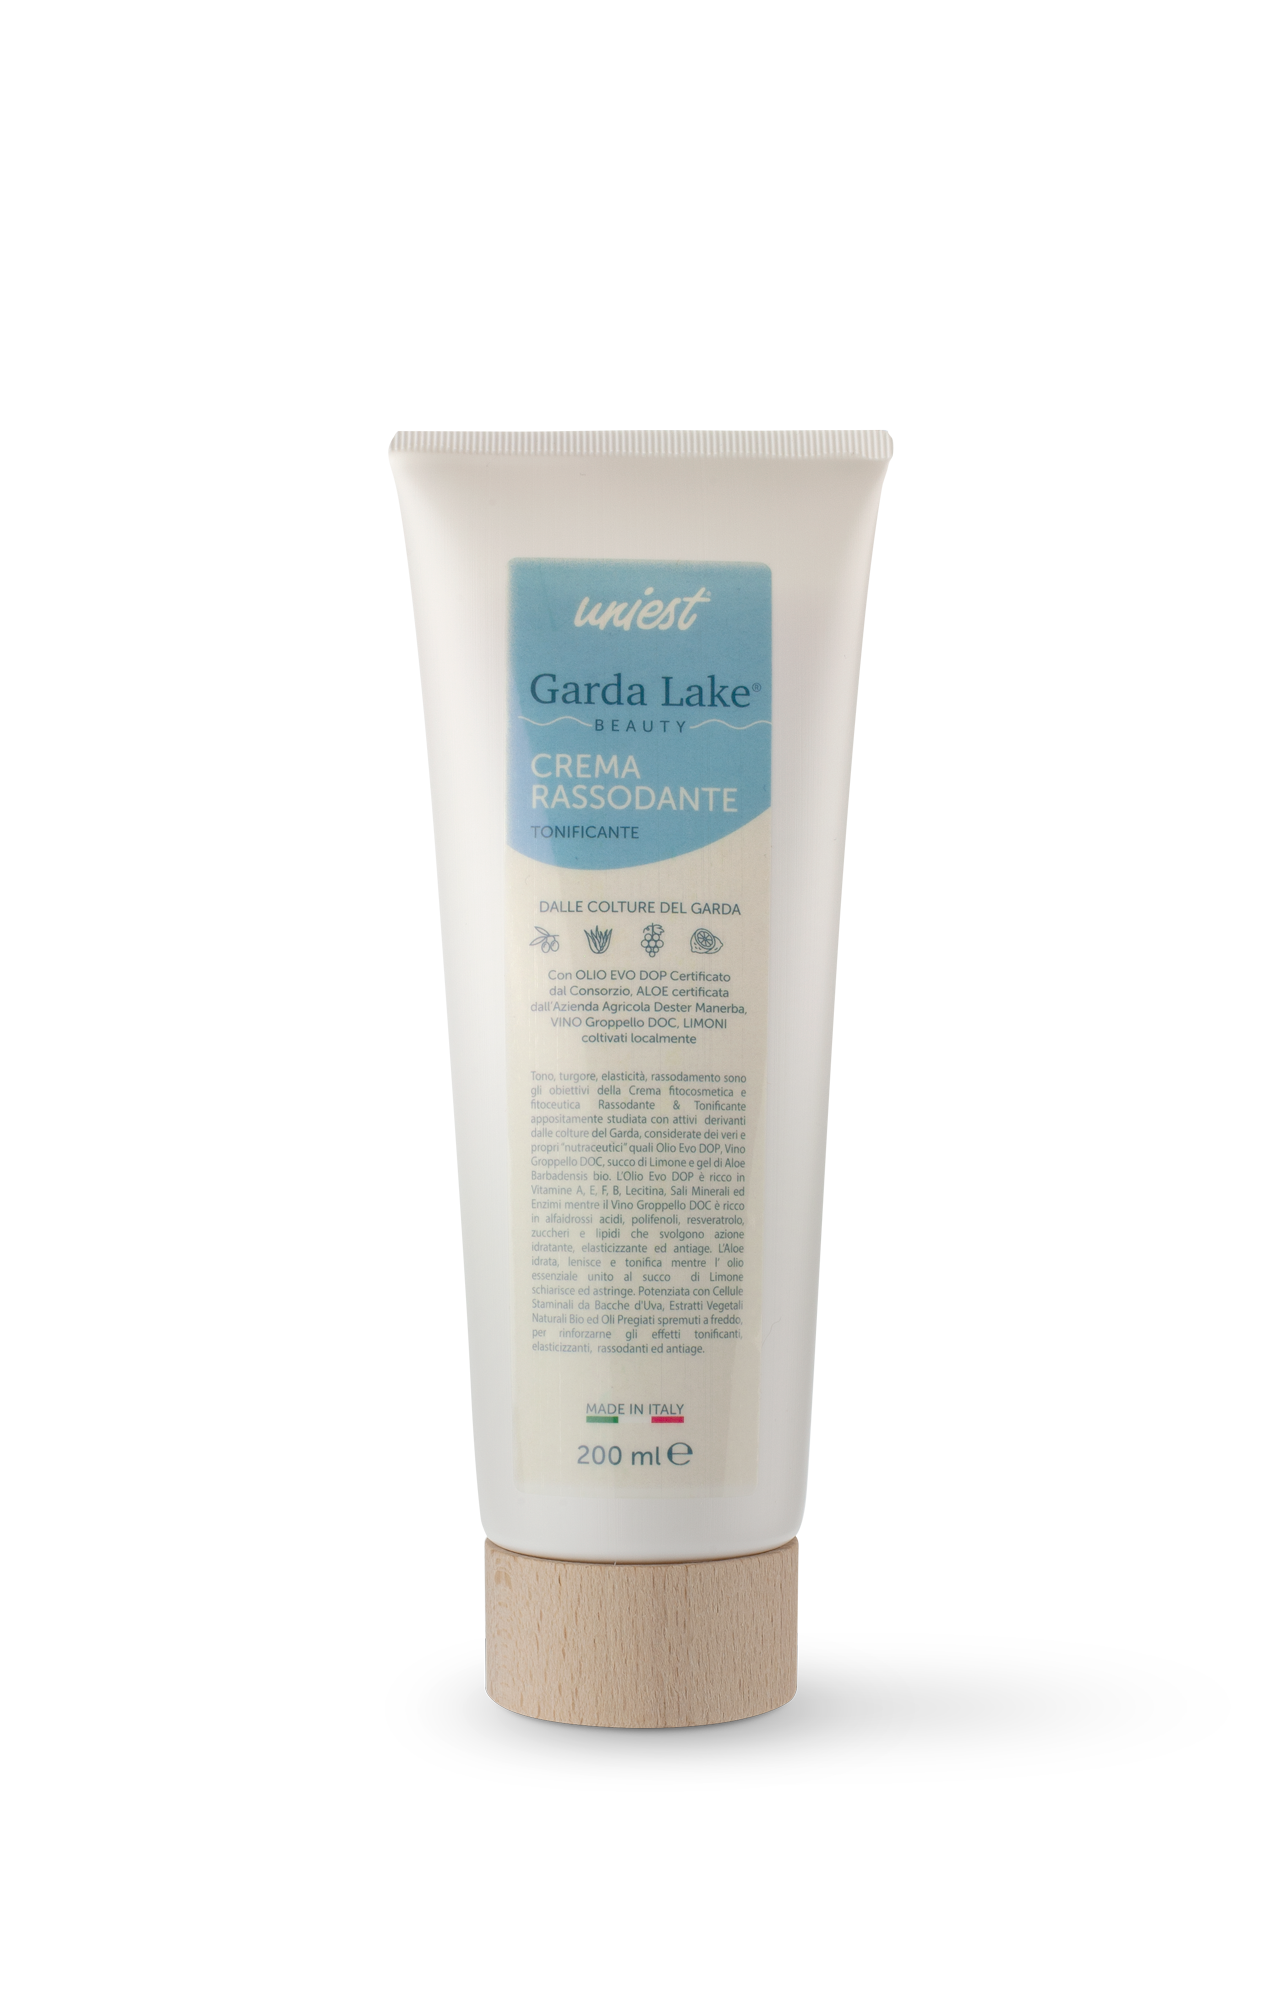 uniest
Garda Lake®
BEAUTY
CREMA
RASSODANTE
TONIFICANTE
DALLE COLTURE DEL GARDA
Con OLIO EVO DOP Certificato
dal Consorzio, ALOE certificata
dall'Azienda Agricola Dester Manerba,
VINO Groppello DOC, LIMONI
coltivati localmente
Tono, turgore, elasticità, rassodamento sono
gli obiettivi della Crema fitocosmetica e
fitoceutica Rassodante & Tonificante
appositamente studiata con attivi derivanti
dalle colture del Garda, considerate dei veri e
propri "nutraceutici" quali Olio Evo DOP, Vino
Groppello DOC, succo di Limone e gel di Aloe
Barbadensis bio. L'Olio Evo DOP è ricco in
Vitamine A, E, F, B, Lecitina, Sali Minerali ed
Enzimi mentre il Vino Groppello DOC è ricco
in alfaidrossi acidi, polifenoli, resveratrolo,
zuccheri e lipidi che svolgono azione
idratante, elasticizzante ed antiage. L'Aloe
idrata, lenisce e tonifica mentre l' olio
essenziale unito al succo di Limone
schiarisce ed astringe. Potenziata con Cellule
Staminali da Bacche d'Uva, Estratti Vegetali
Naturali Bio ed Oli Pregiati spremuti a freddo,
per rinforzarne gli effetti tonificanti,
elasticizzanti, rassodanti ed antiage.
MADE IN ITALY
200 ml ℮